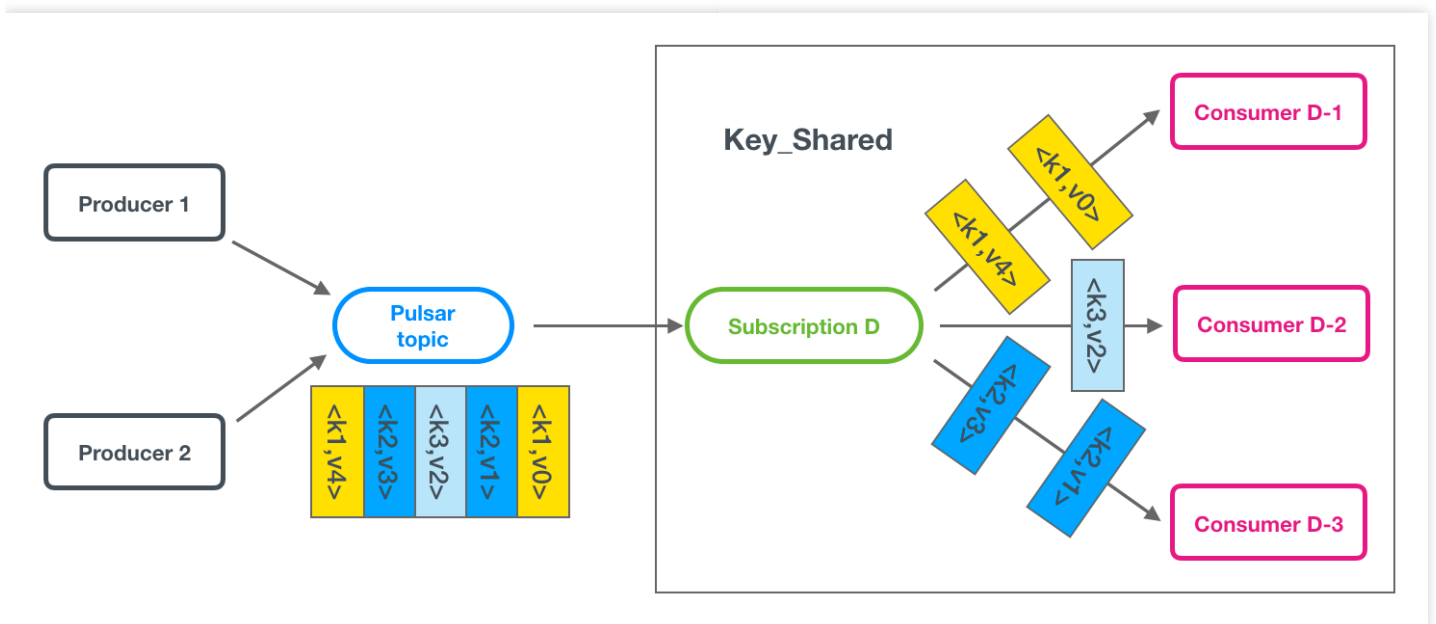 Key_Shared
Producer 1
Producer 2
Pulsar
topic
<k1,v4>
<k2,v3>
<k3,v2>
<k2,v1>
<k1,v0>
Subscription D
<k1,v4>
<k1,v0>
<k3,v2>
<k2,v3>
<k2,v1>
Consumer D-1
Consumer D-2
Consumer D-3